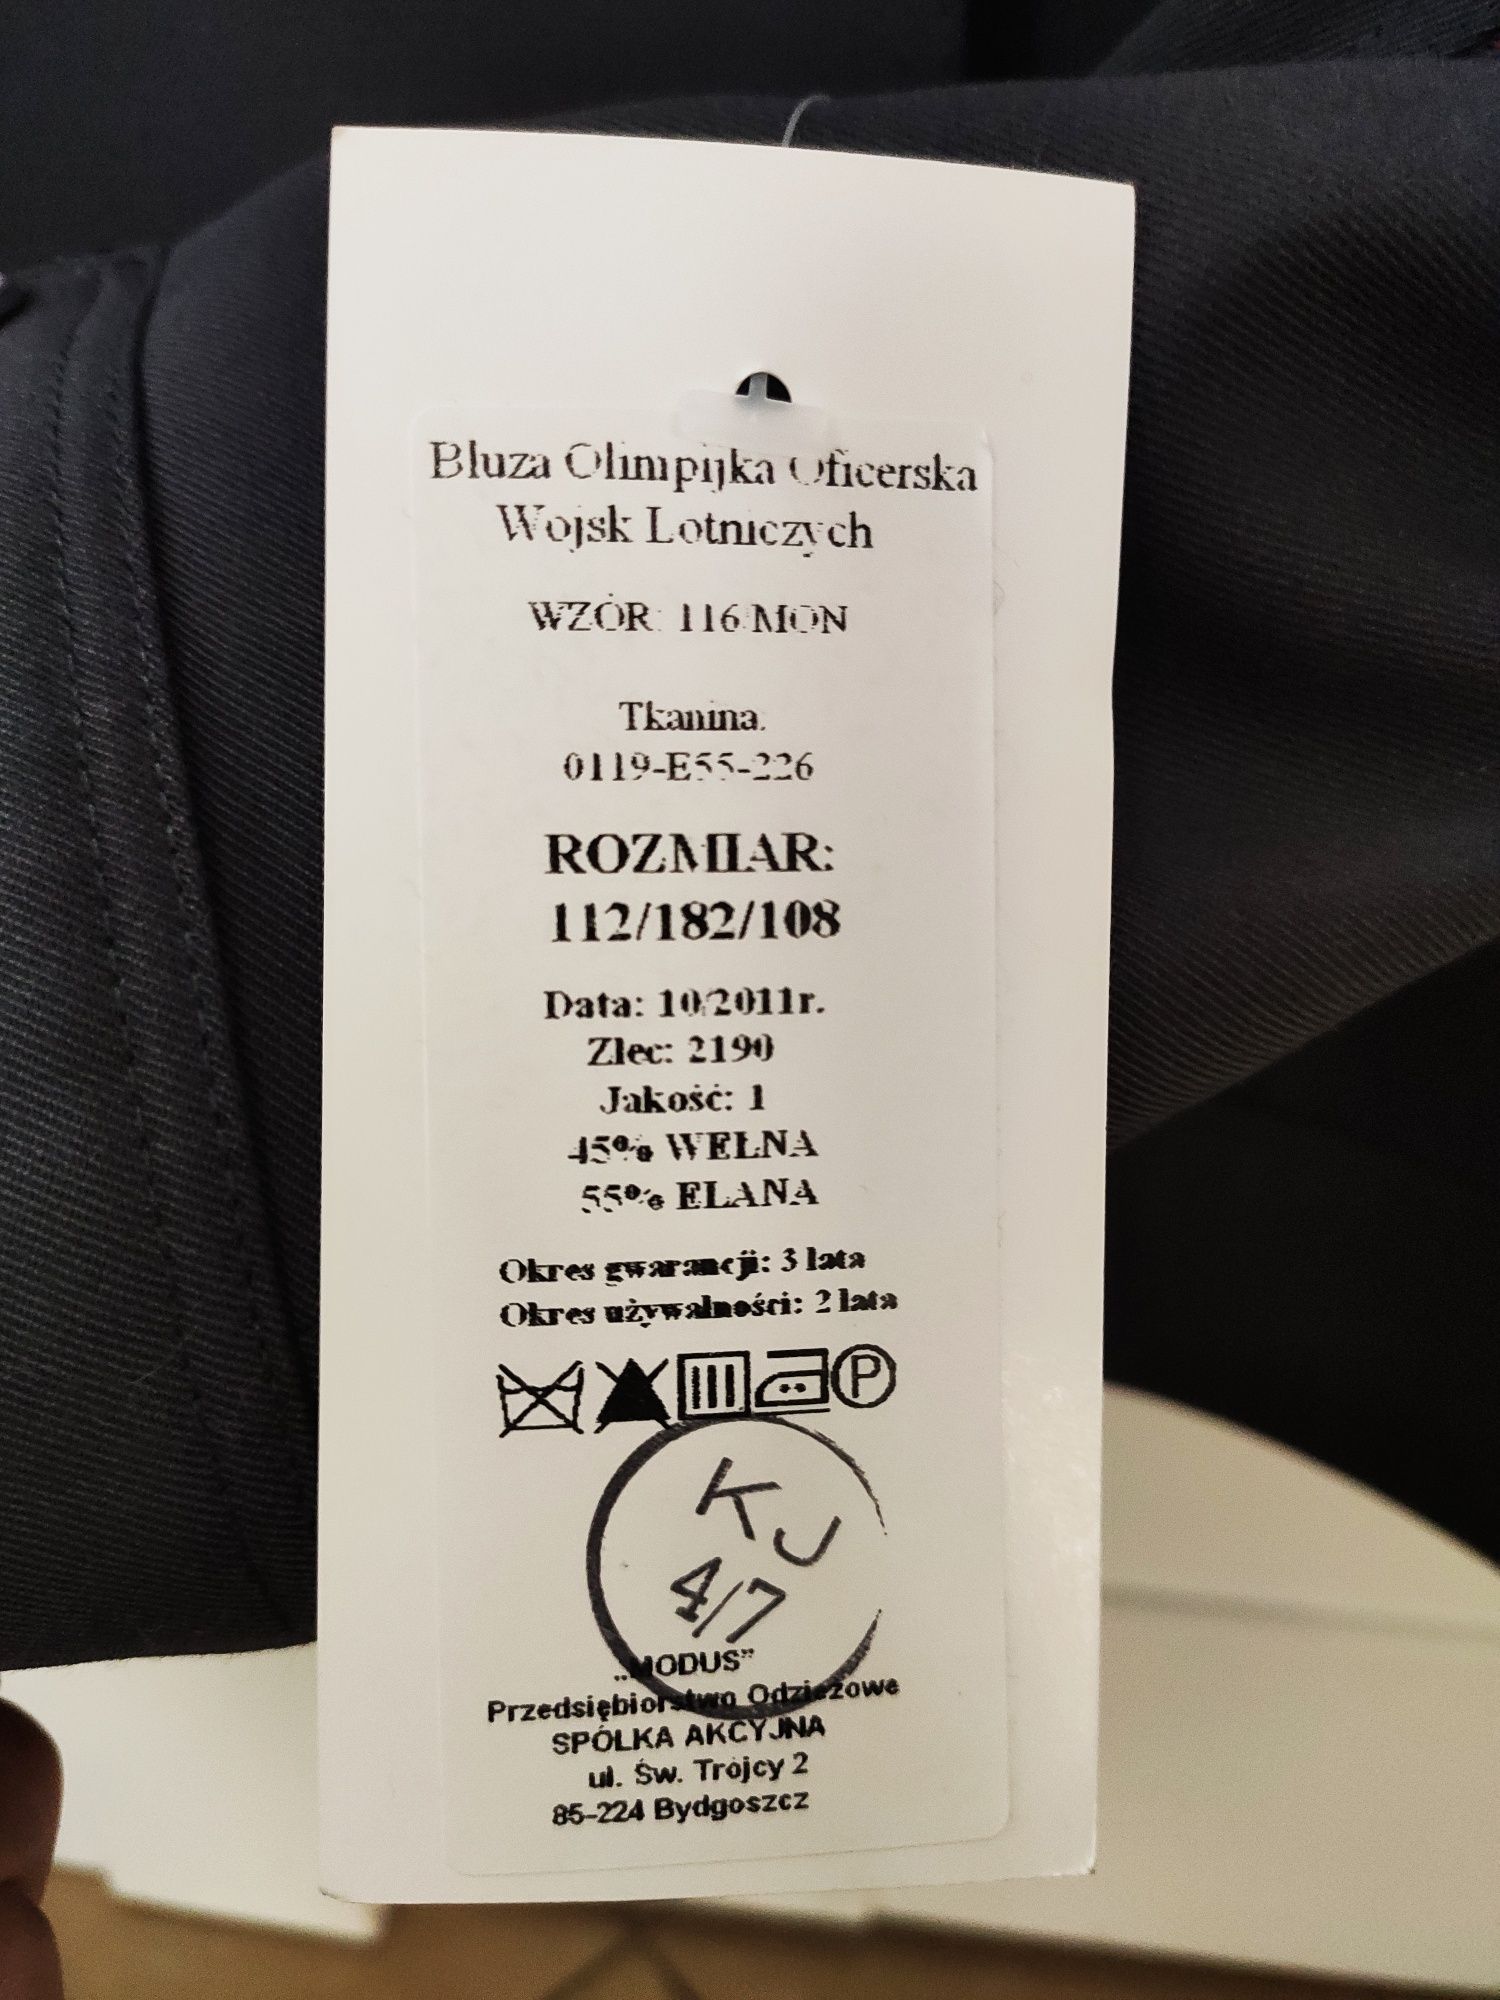 Bluza Olimpijka Oficerska
Wojsk Lotniczych
WZÓR: 116/MON
Tkanina:
0119-E55-226
ROZMIAR:
112/182/108
Data: 10/2011r.
Zlec: 2190
Jakość: 1
45% WEŁNA
55% ELANA
Okres gwarancji: 3 lata
Okres używalności: 2 lata
P
KJ
4/7
„MODUS”
Przedsiębiorstwo Odzieżowe
SPÓŁKA AKCYJNA
ul. Św. Trójcy 2
85-224 Bydgoszcz